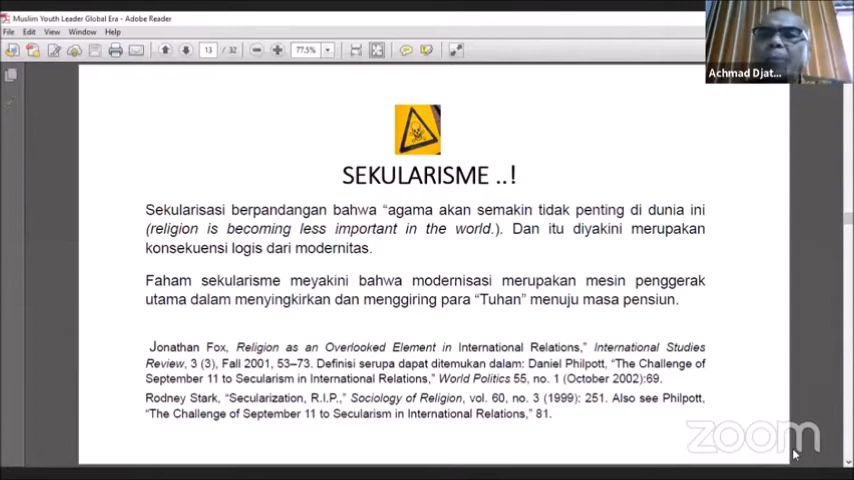 Muslim Youth Leader Global Era - Adobe Reader
File Edit View Window Help
13 / 32 77.5%
Achmad Djat...
SEKULARISME ..!
Sekularisasi berpandangan bahwa “agama akan semakin tidak penting di dunia ini
(religion is becoming less important in the world.). Dan itu diyakini merupakan
konsekuensi logis dari modernitas.
Faham sekularisme meyakini bahwa modernisasi merupakan mesin penggerak
utama dalam menyingkirkan dan menggiring para “Tuhan” menuju masa pensiun.
Jonathan Fox, Religion as an Overlooked Element in International Relations,” International Studies
Review, 3 (3), Fall 2001, 53–73. Definisi serupa dapat ditemukan dalam: Daniel Philpott, “The Challenge of
September 11 to Secularism in International Relations,” World Politics 55, no. 1 (October 2002):69.
Rodney Stark, “Secularization, R.I.P.,” Sociology of Religion, vol. 60, no. 3 (1999): 251. Also see Philpott,
“The Challenge of September 11 to Secularism in International Relations,” 81.
zoom